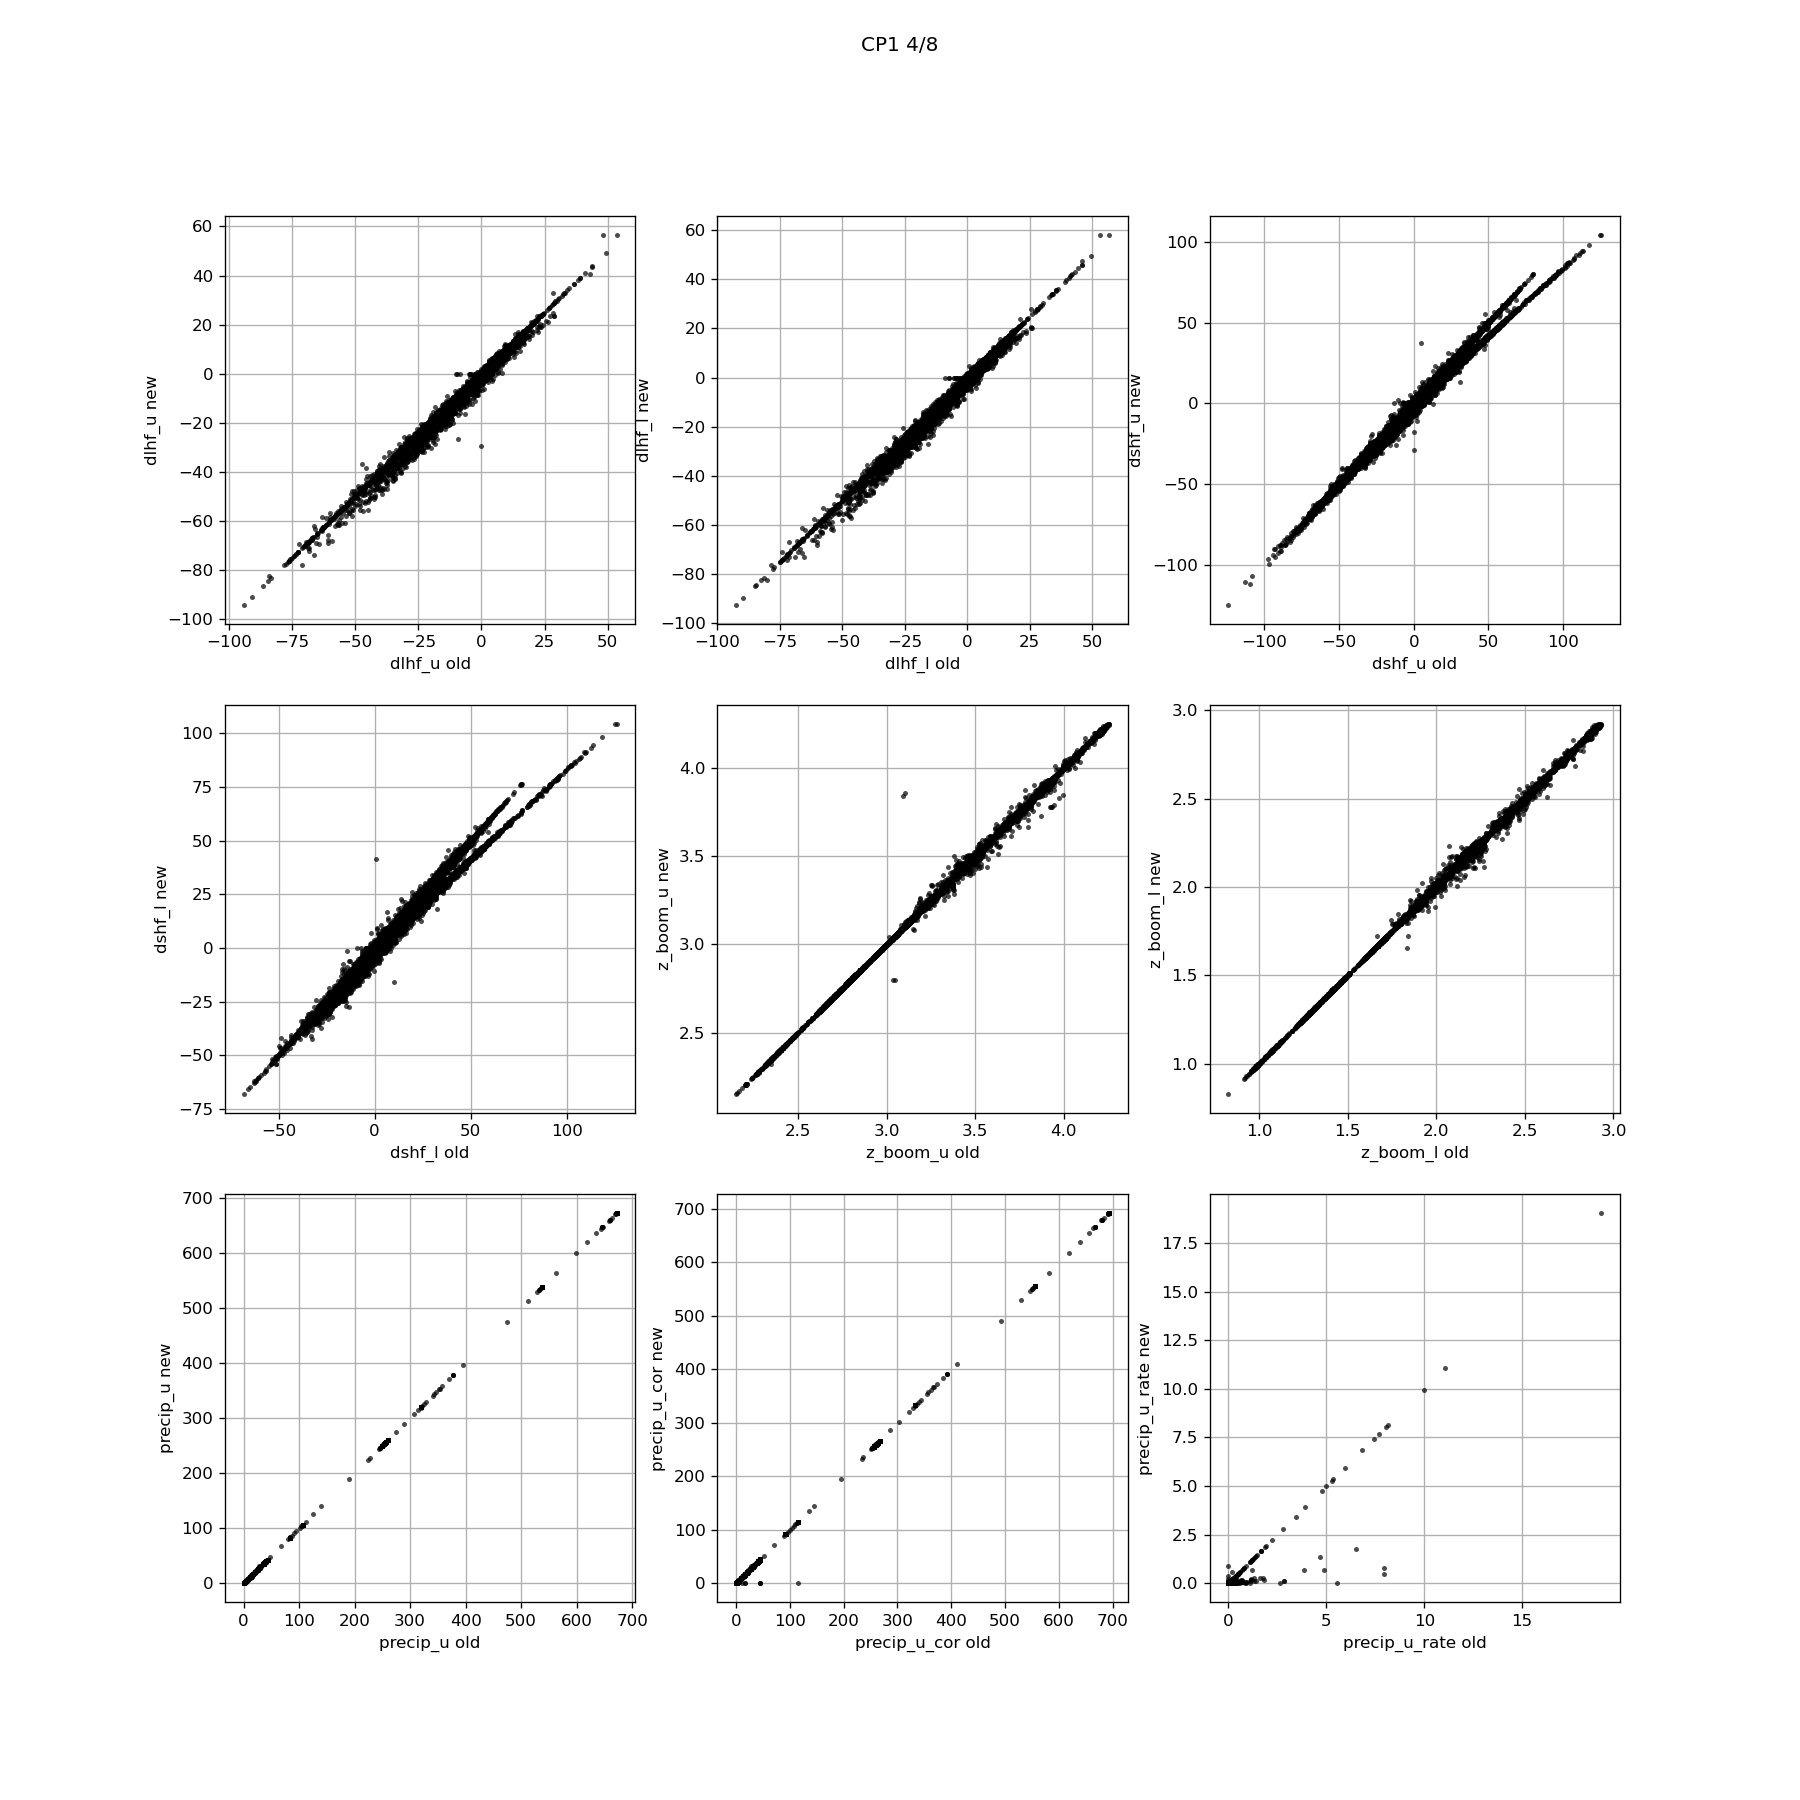 CP1 4/8
60
40
20
0
−20
−40
−60
−80
−100
dlhf_u new
−100 −75 −50 −25 0 25 50
dlhf_u old
60
40
20
0
−20
−40
−60
−80
−100
dlhf_l new
−100 −75 −50 −25 0 25 50
dlhf_l old
100
50
0
−50
−100
dshf_u new
−100 −50 0 50 100
dshf_u old
100
75
50
25
0
−25
−50
−75
dshf_l new
−50 0 50 100
dshf_l old
4.0
3.5
3.0
2.5
z_boom_u new
2.5 3.0 3.5 4.0
z_boom_u old
3.0
2.5
2.0
1.5
1.0
z_boom_l new
1.0 1.5 2.0 2.5 3.0
z_boom_l old
700
600
500
400
300
200
100
0
precip_u new
0 100 200 300 400 500 600 700
precip_u old
700
600
500
400
300
200
100
0
precip_u_cor new
0 100 200 300 400 500 600 700
precip_u_cor old
17.5
15.0
12.5
10.0
7.5
5.0
2.5
0.0
precip_u_rate new
0 5 10 15
precip_u_rate old